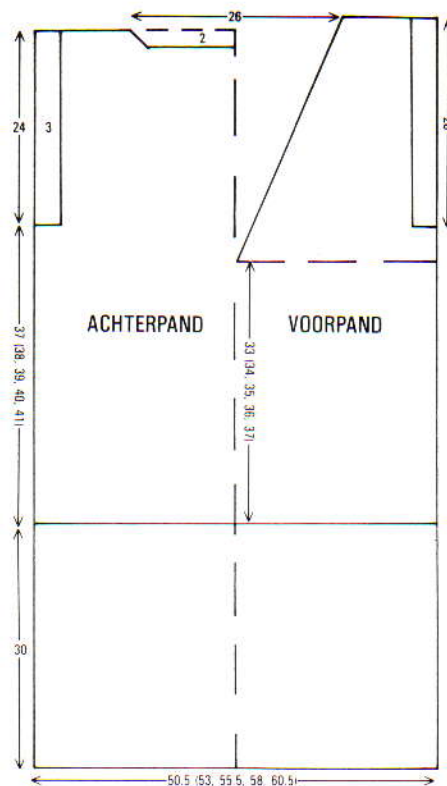 26
2
24
3
ACHTERPAND
VOORPAND
37 (38, 39, 40, 41)
33 (34, 35, 36, 37)
30
50.5 (53, 55.5, 58, 60.5)